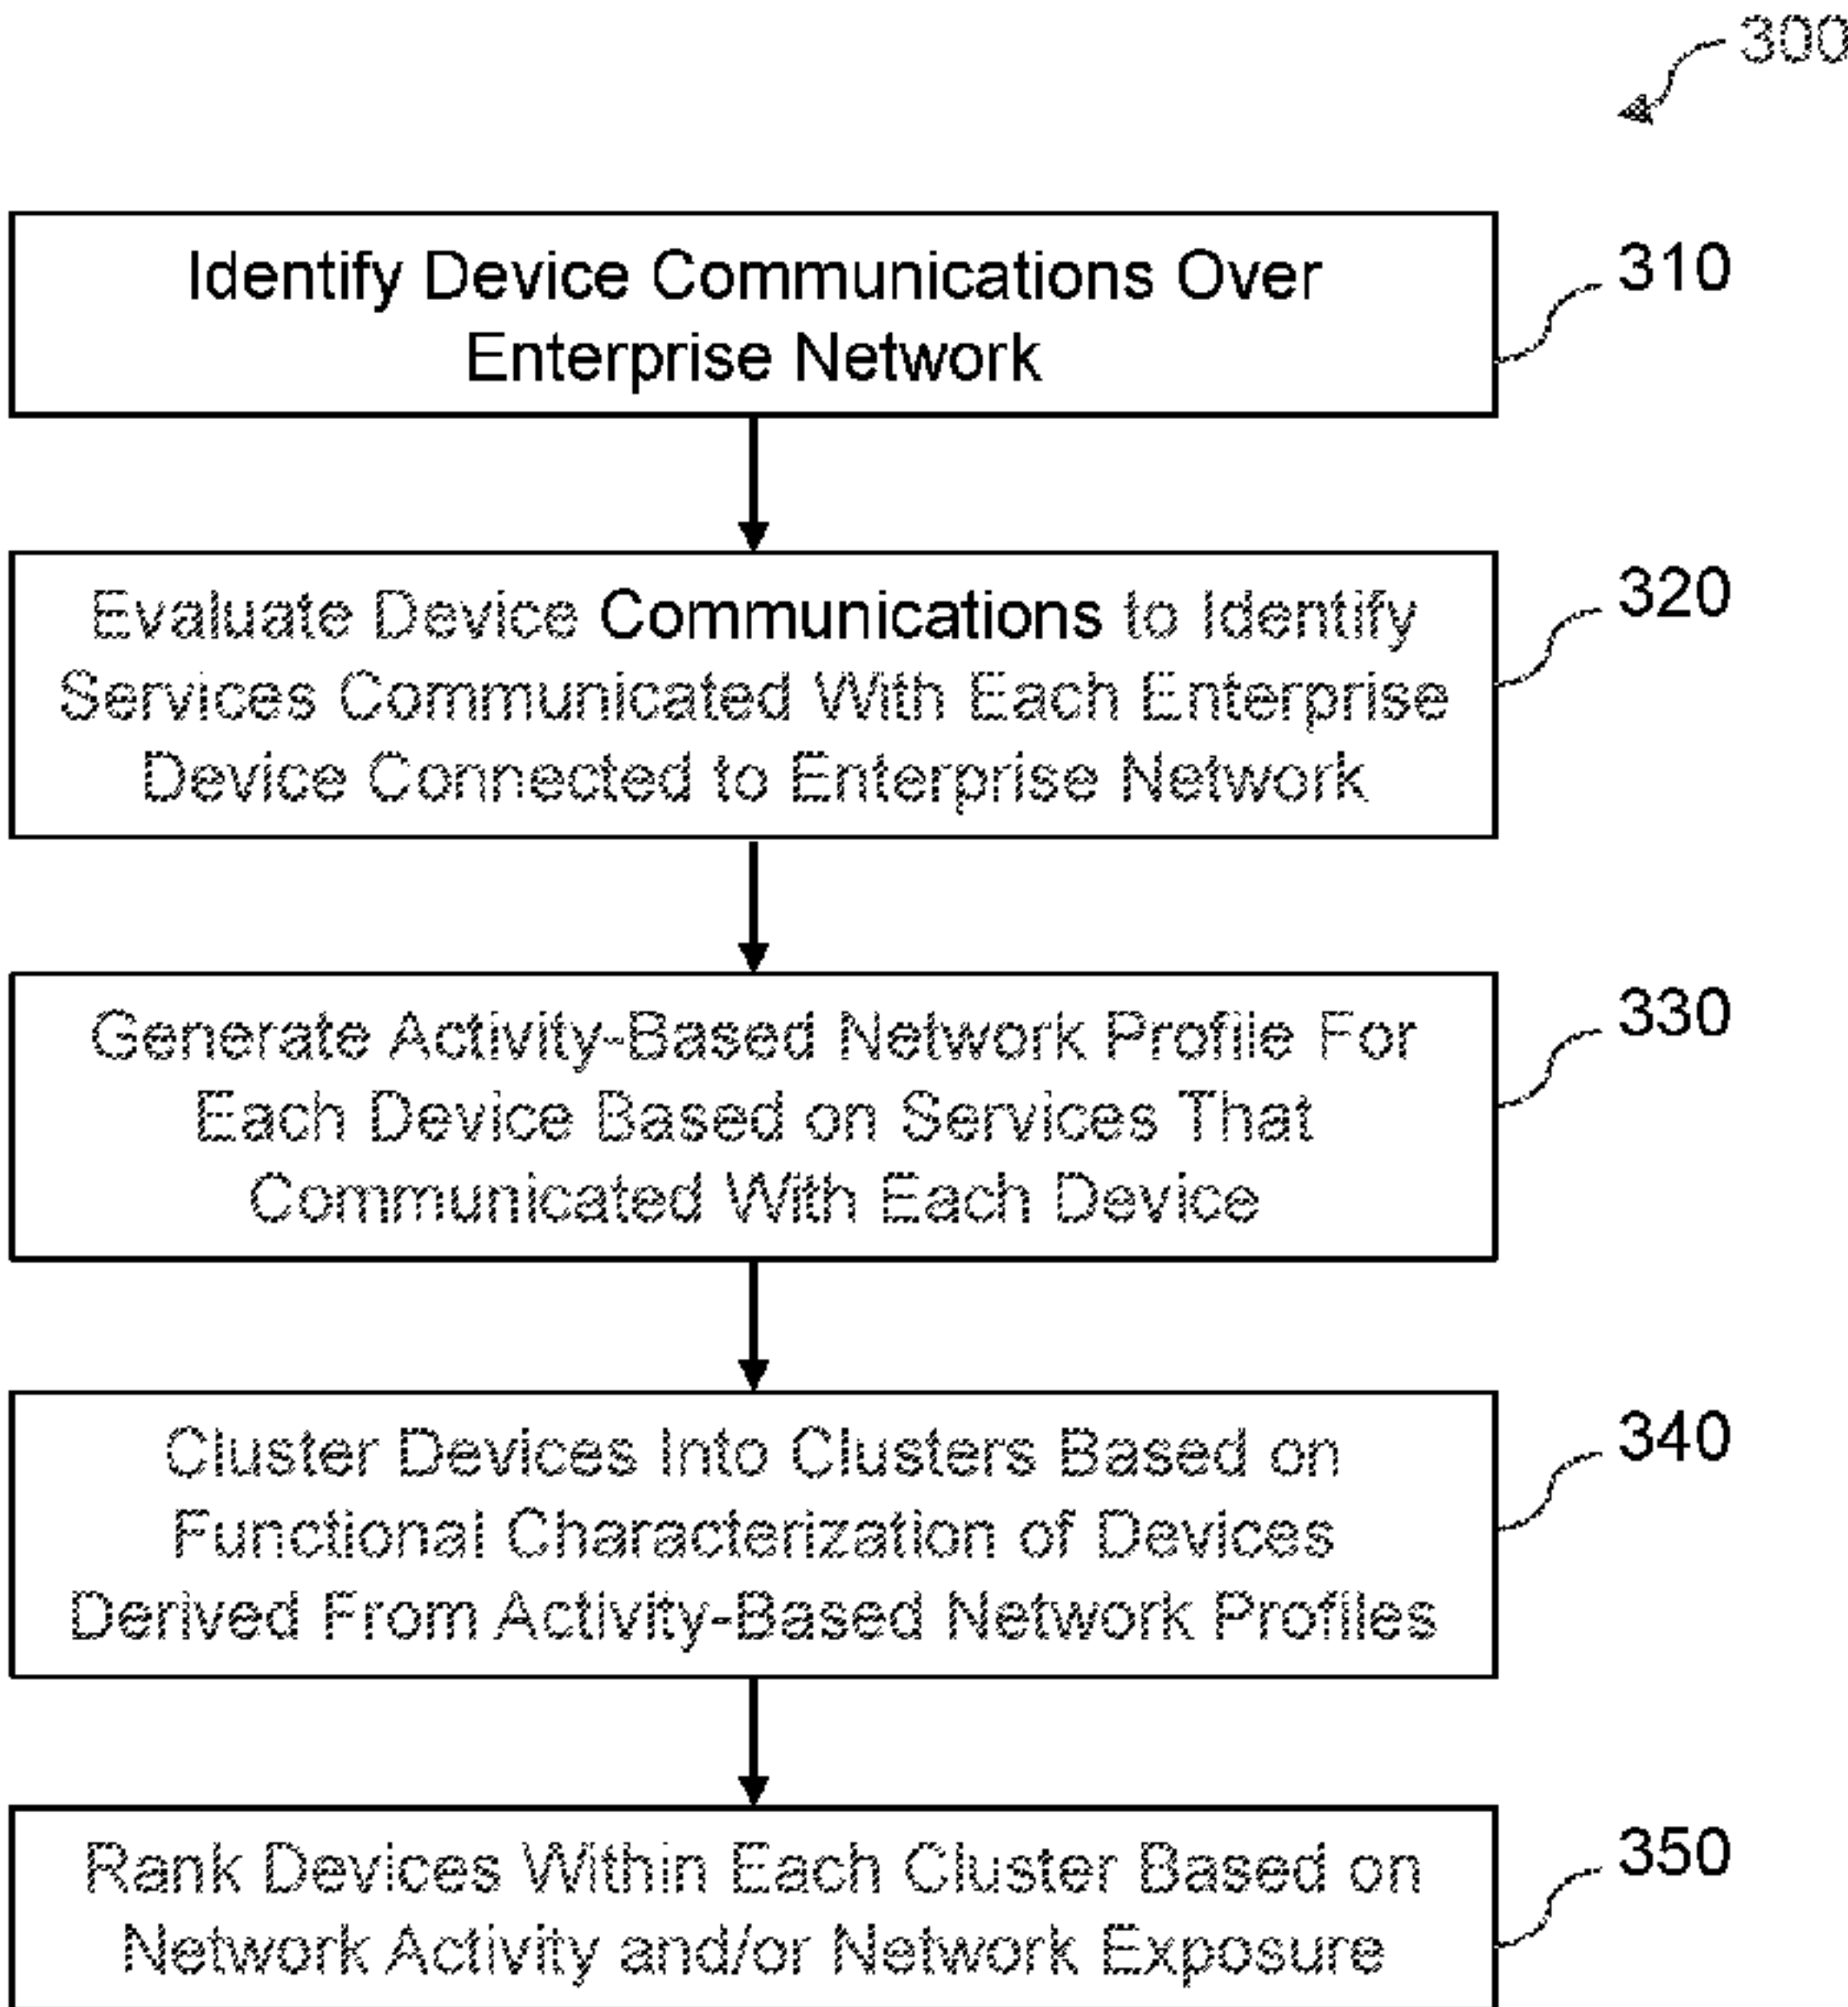 300
Identify Device Communications Over
Enterprise Network
310
Evaluate Device Communications to Identify
Services Communicated With Each Enterprise
Device Connected to Enterprise Network
320
Generate Activity-Based Network Profile For
Each Device Based on Services That
Communicated With Each Device
330
Cluster Devices Into Clusters Based on
Functional Characterization of Devices
Derived From Activity-Based Network Profiles
340
Rank Devices Within Each Cluster Based on
Network Activity and/or Network Exposure
350